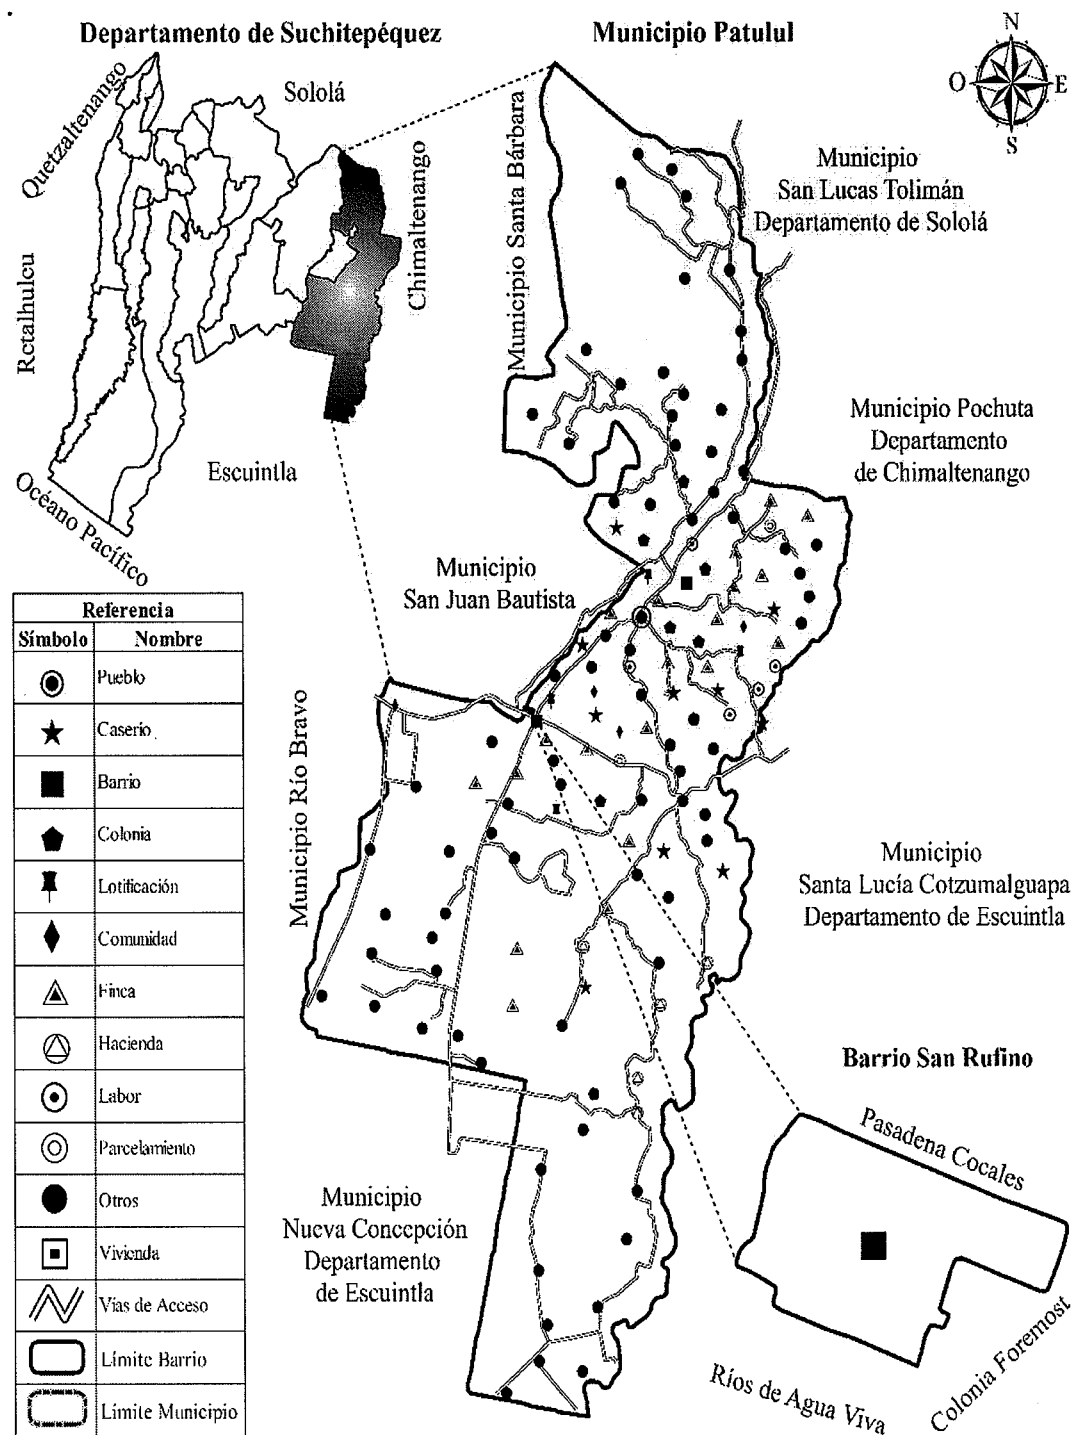 Departamento de Suchitepéquez
Municipio Patulul
N
O
E
S
Quetzaltenango
Sololá
Chimaltenango
Retalhulcu
Escuintla
Océano Pacífico
Municipio Santa Bárbara
Municipio
San Lucas Tolimán
Departamento de Sololá
Municipio Pochuta
Departamento
de Chimaltenango
Municipio
San Juan Bautista
Municipio Río Bravo
Municipio
Santa Lucía Cotzumalguapa
Departamento de Escuintla
Municipio
Nueva Concepción
Departamento
de Escuintla
Barrio San Rufino
Pasadena Cocales
Colonia Foremost
Ríos de Agua Viva
Referencia
Símbolo Nombre
Pueblo
Caserio
Barrio
Colonia
Lotificación
Comunidad
Finca
Hacienda
Labor
Parcelamiento
Otros
Vivienda
Vías de Acceso
Límite Barrio
Límite Municipio